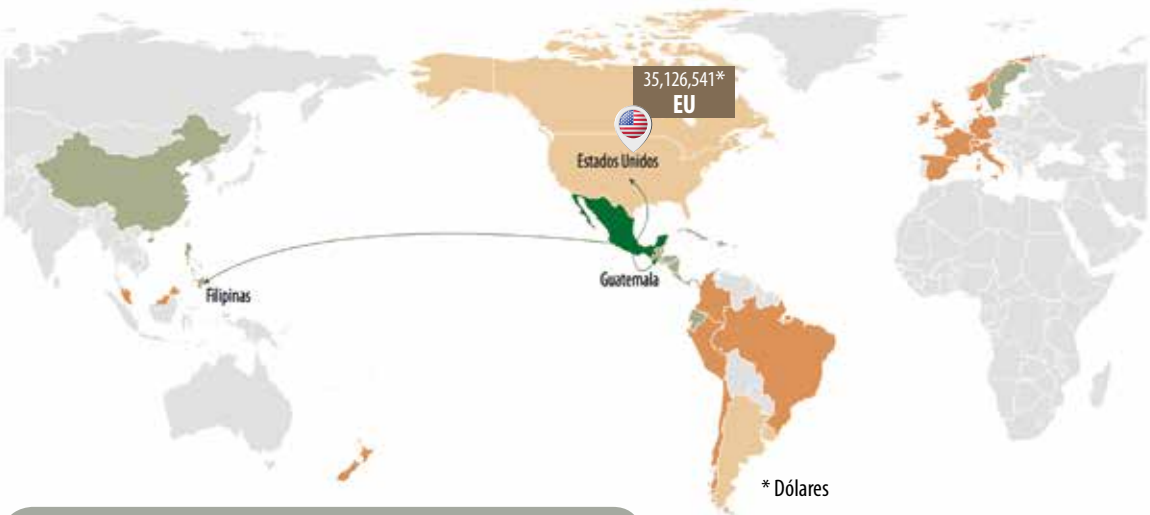 35,126,541*
EU
Estados Unidos
Guatemala
Filipinas
* Dólares